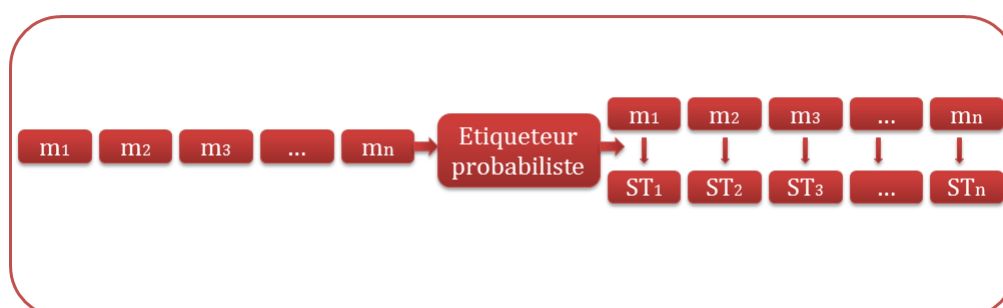 m1 m2 m3 ... mn
Etiqueteur
probabiliste
m1 m2 m3 ... mn
ST1 ST2 ST3 ... STn